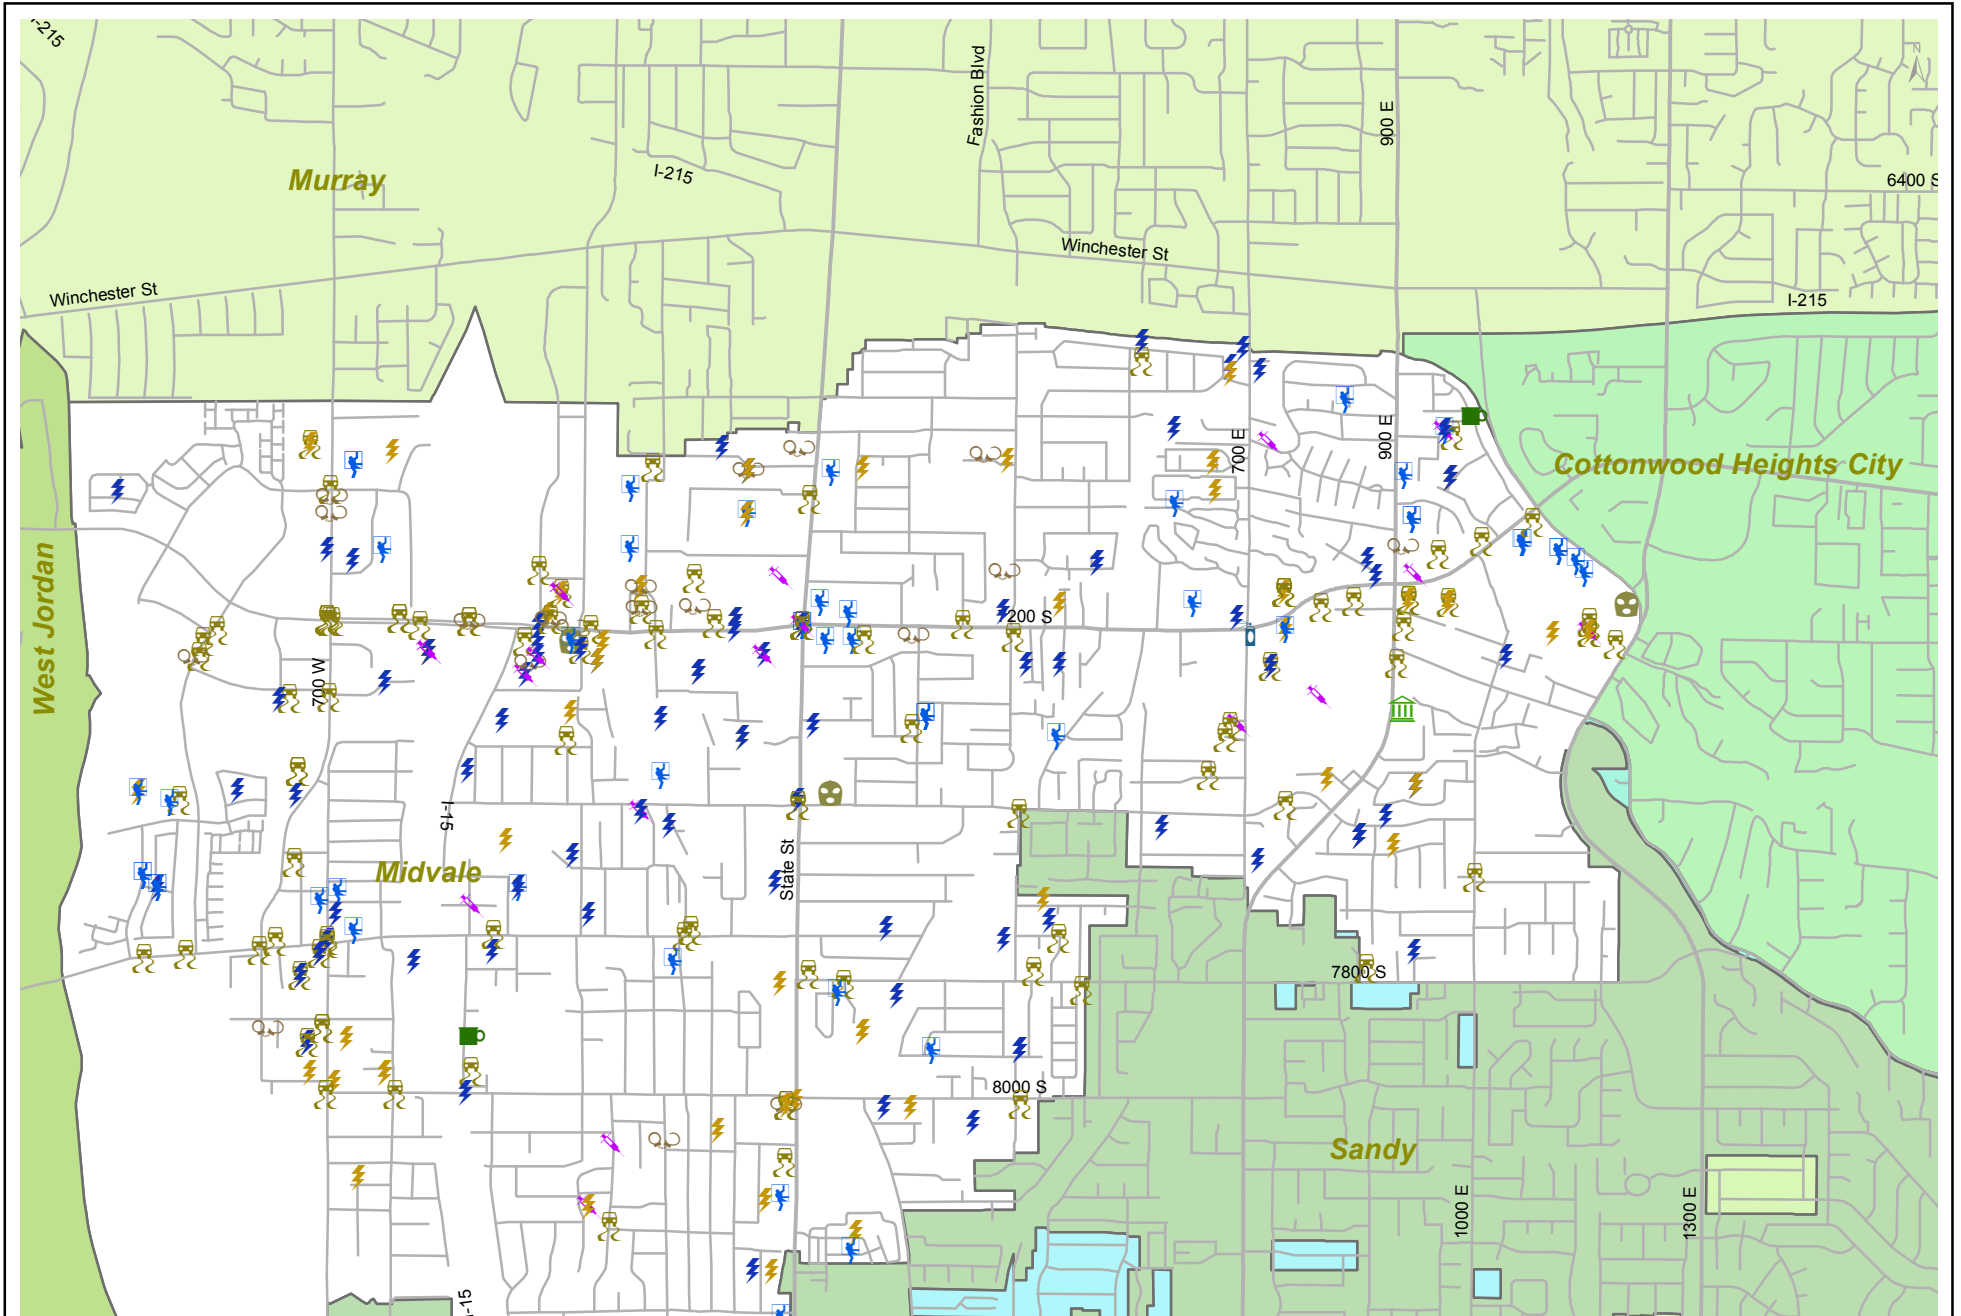 I-215
Fashion Blvd
900 E
N
Murray
I-215
6400 S
Winchester St
Winchester St
I-215
700 E
900 E
Cottonwood Heights City
West Jordan
200 S
700 W
I-15
State St
Midvale
7800 S
8000 S
Sandy
1000 E
1300 E
-15